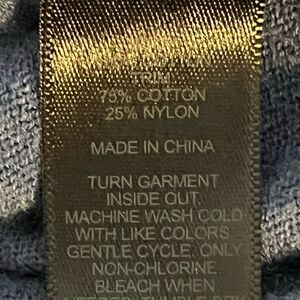 TRIM
75% COTTON
25% NYLON
MADE IN CHINA
TURN GARMENT
INSIDE OUT.
MACHINE WASH COLD
WITH LIKE COLORS
GENTLE CYCLE. ONLY
NON-CHLORINE
BLEACH WHEN